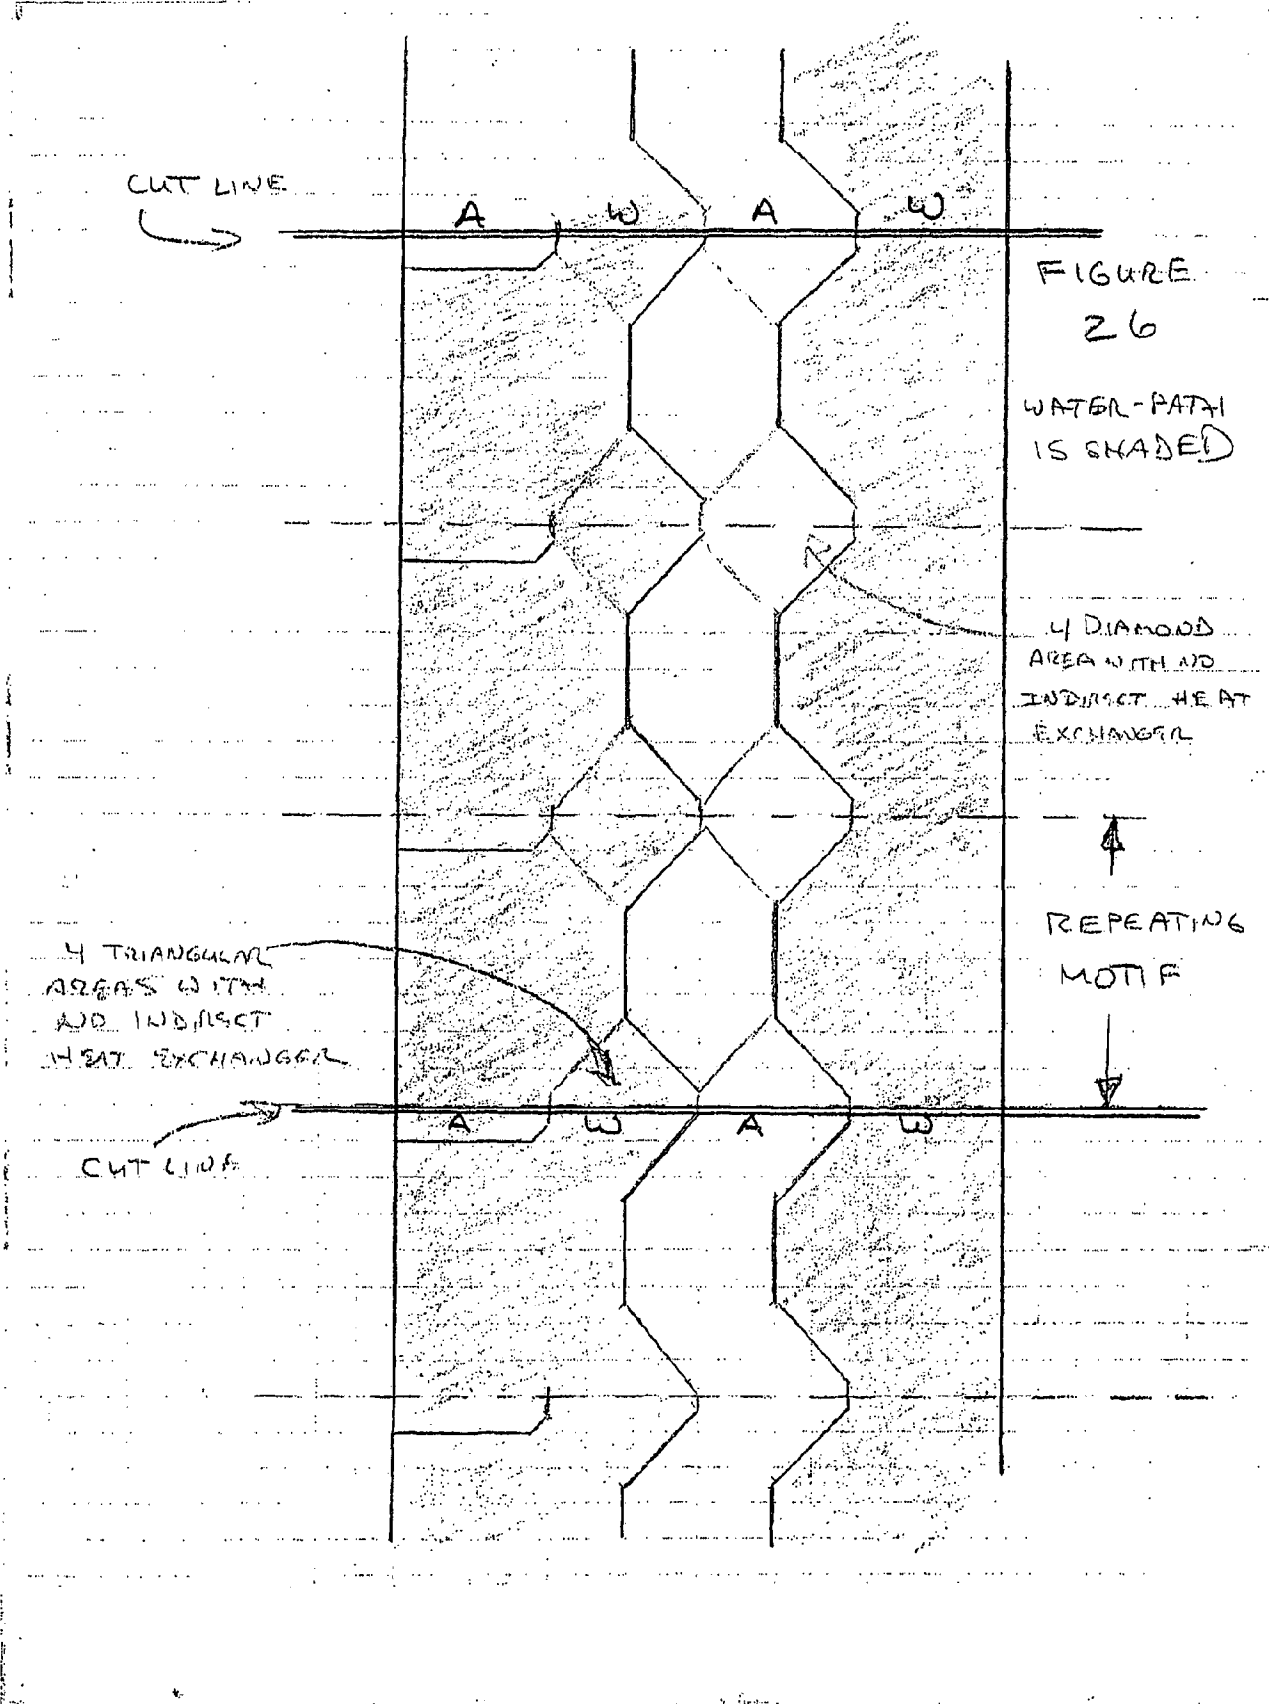 CUT LINE
A W A W
FIGURE
26
WATER-PATH
IS SHADED
4 DIAMOND
AREA WITH NO
INDIRECT HEAT
EXCHANGER
REPEATING
MOTIF
4 TRIANGULAR
AREAS WITH
NO INDIRECT
HEAT EXCHANGER
A W A W
CUT LINE